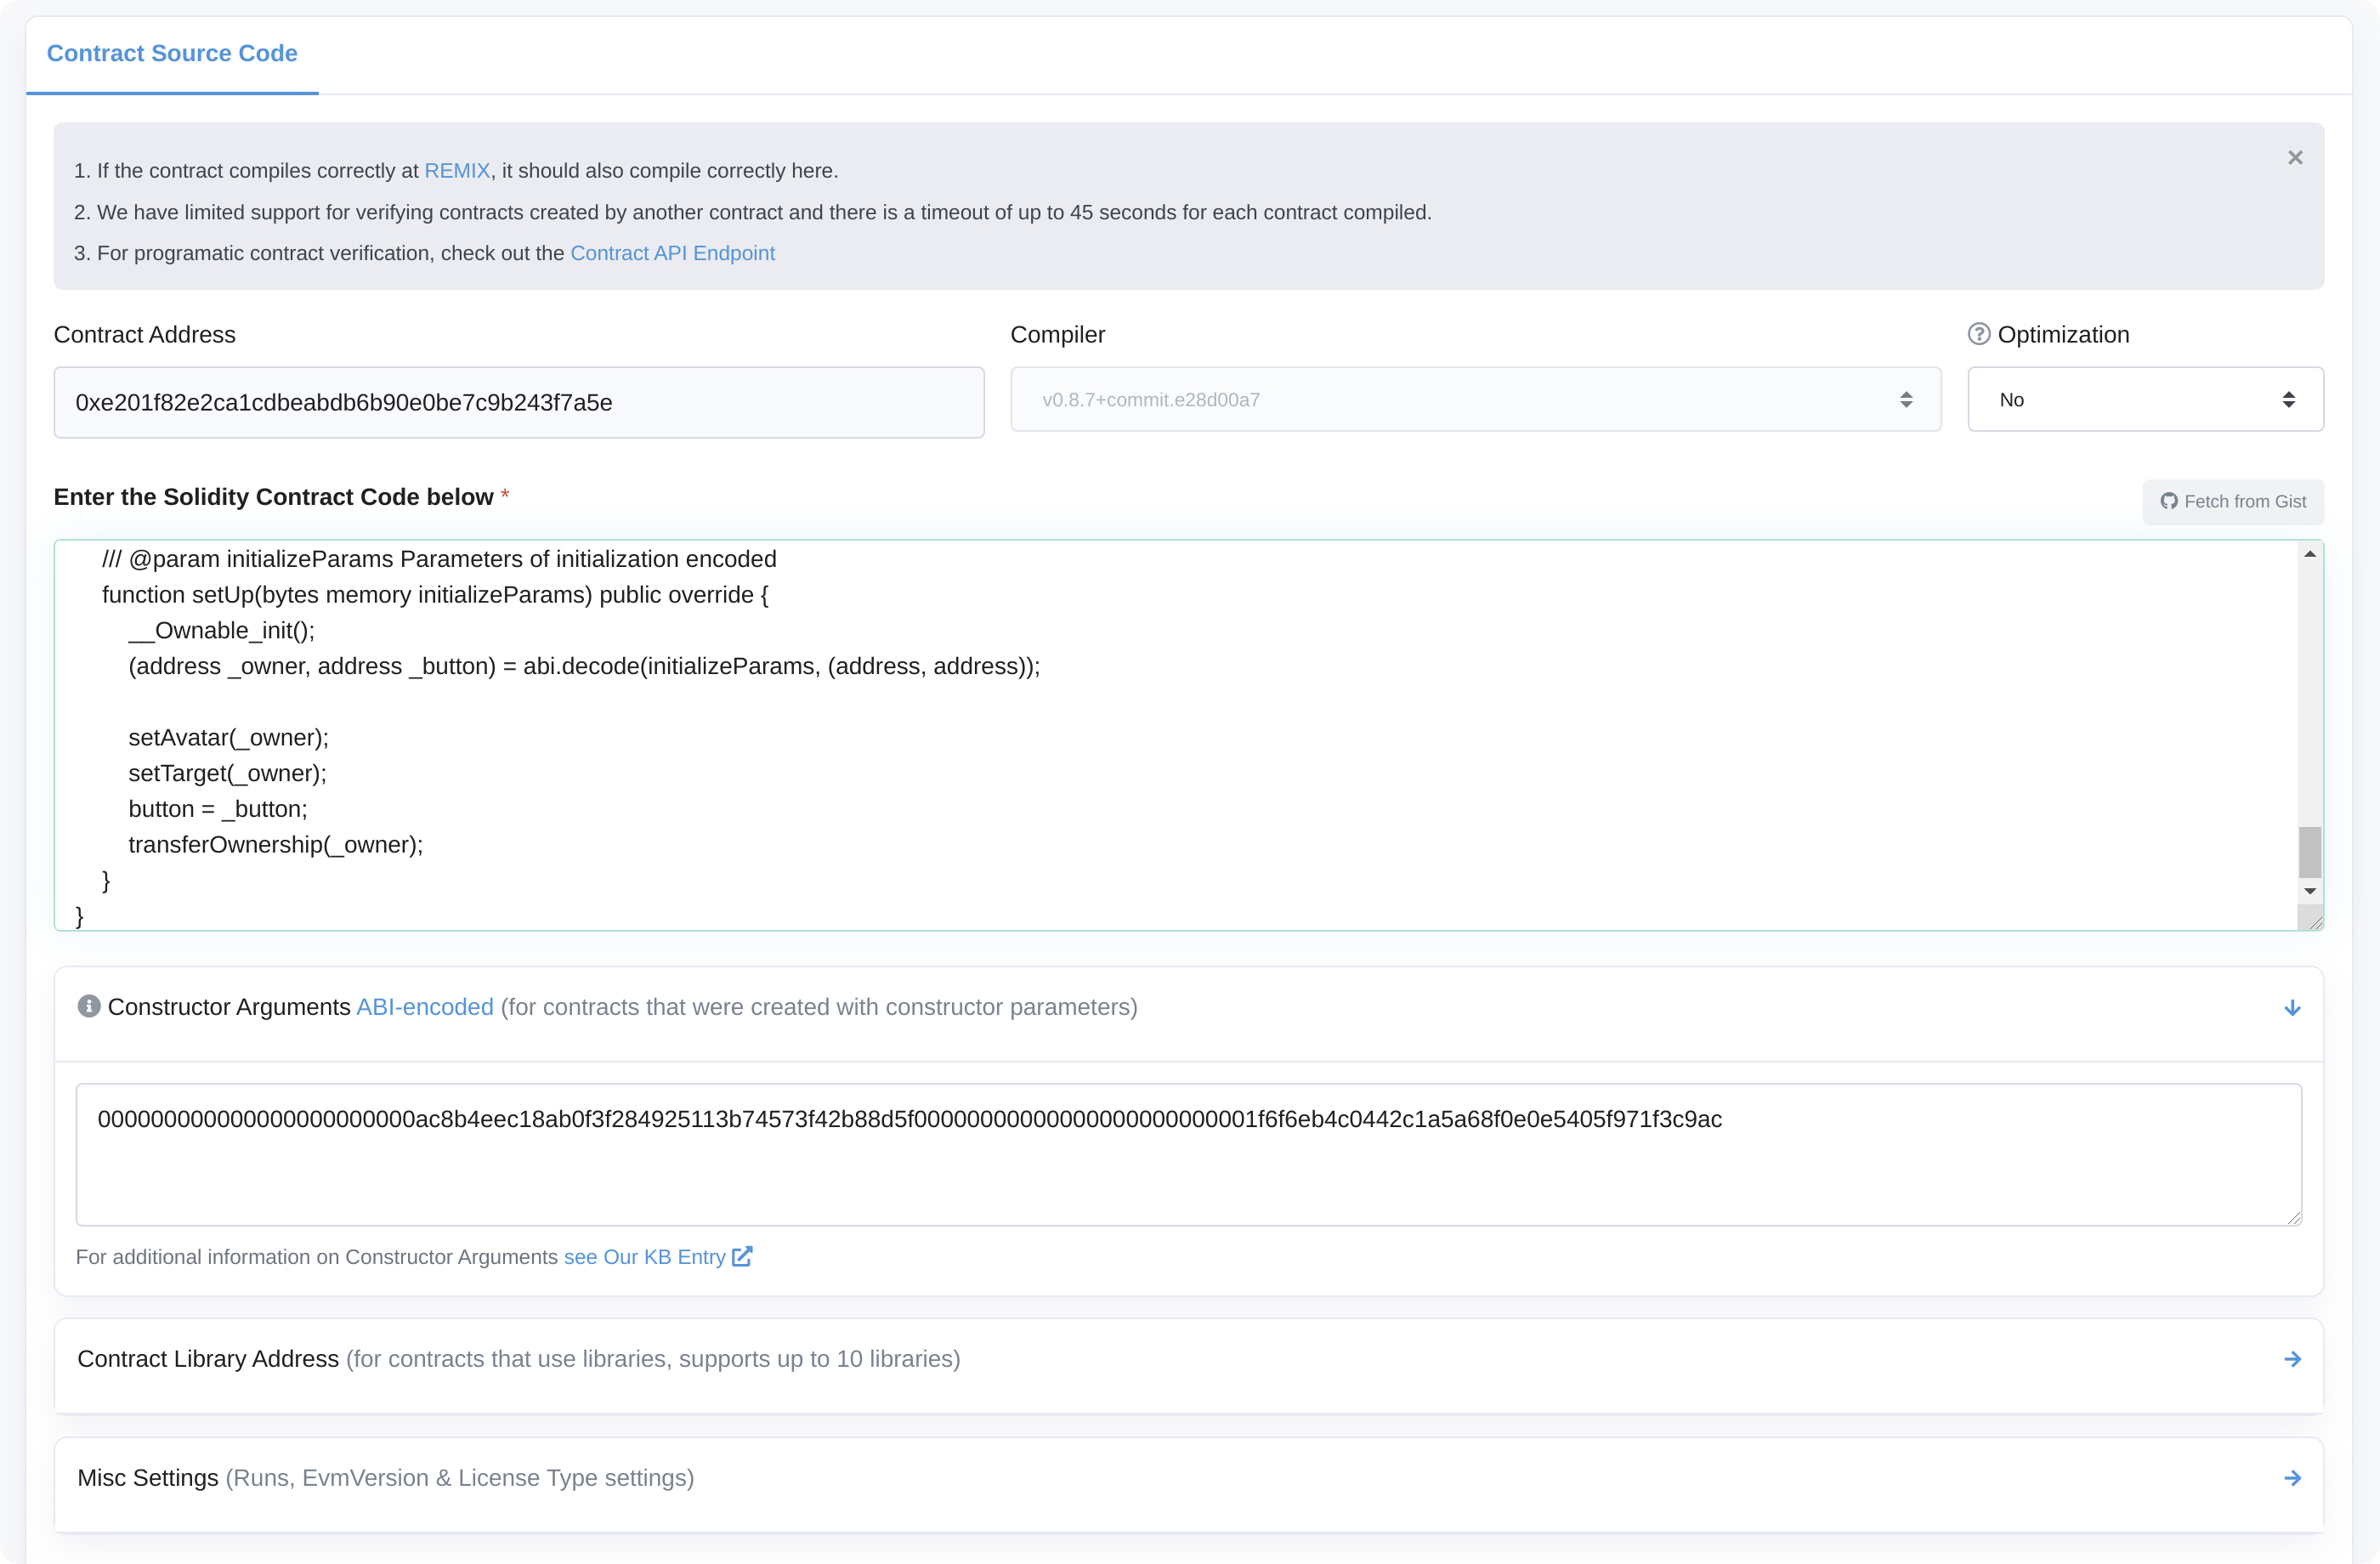 Contract Source Code
1. If the contract compiles correctly at REMIX, it should also compile correctly here.
2. We have limited support for verifying contracts created by another contract and there is a timeout of up to 45 seconds for each contract compiled.
3. For programatic contract verification, check out the Contract API Endpoint
Contract Address
Compiler
Optimization
0xe201f82e2ca1cdbeabdb6b90e0be7c9b243f7a5e
v0.8.7+commit.e28d00a7
No
Enter the Solidity Contract Code below *
Fetch from Gist
/// @param initializeParams Parameters of initialization encoded
function setUp(bytes memory initializeParams) public override {
__Ownable_init();
(address _owner, address _button) = abi.decode(initializeParams, (address, address));
setAvatar(_owner);
setTarget(_owner);
button = _button;
transferOwnership(_owner);
}
}
Constructor Arguments ABI-encoded (for contracts that were created with constructor parameters)
000000000000000000000000ac8b4eec18ab0f3f284925113b74573f42b88d5f0000000000000000000000001f6f6eb4c0442c1a5a68f0e0e5405f971f3c9ac
For additional information on Constructor Arguments see Our KB Entry
Contract Library Address (for contracts that use libraries, supports up to 10 libraries)
Misc Settings (Runs, EvmVersion & License Type settings)